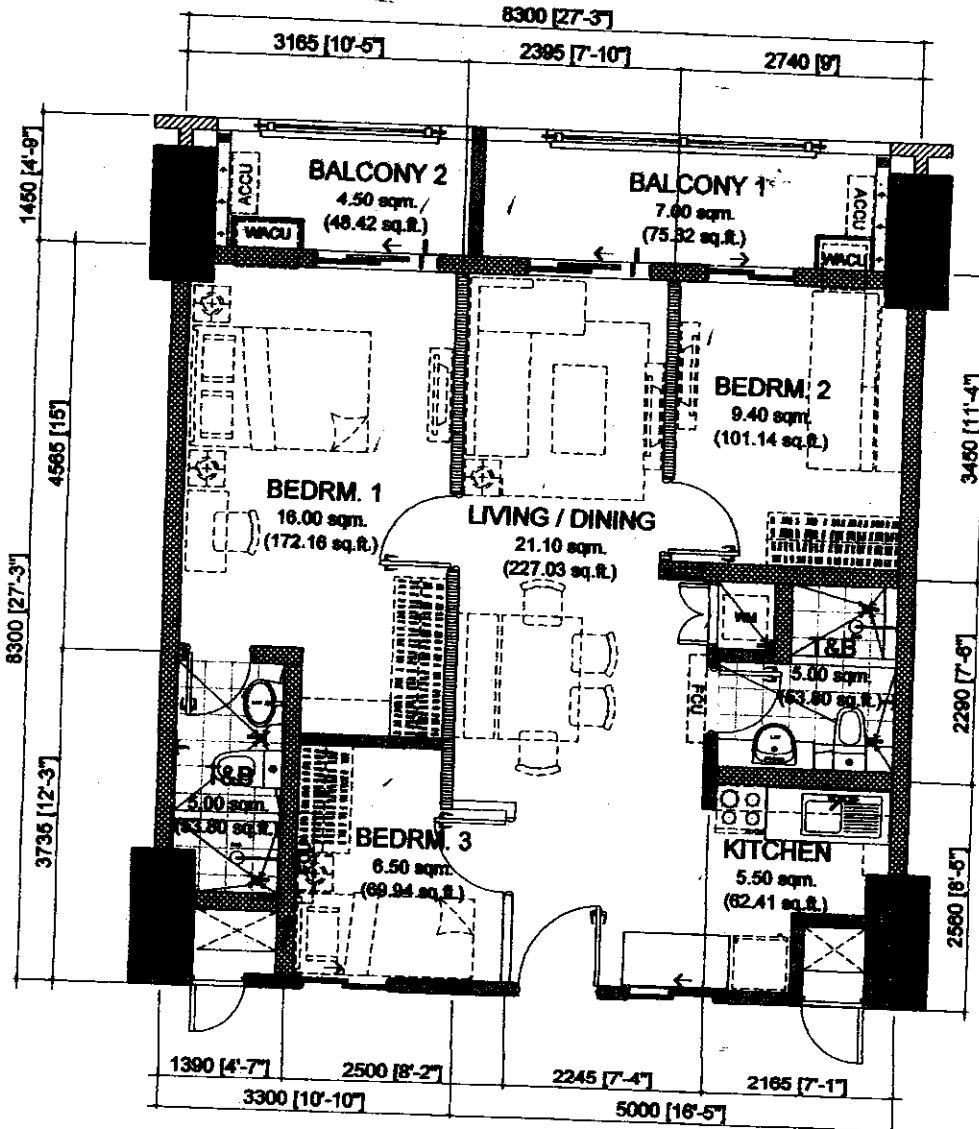 8300 [27'-3"]
3165 [10'-5"]
2395 [7'-10"]
2740 [9']
1450 [4'-9"]
4565 [15']
8300 [27'-3"]
3735 [12'-3"]
BALCONY 2
4.50 sqm.
(48.42 sq.ft.)
ACCU
WACU
BALCONY 1
7.00 sqm.
(75.32 sq.ft.)
ACCU
WACU
BEDRM. 1
16.00 sqm.
(172.16 sq.ft.)
LIVING / DINING
21.10 sqm.
(227.03 sq.ft.)
BEDRM. 2
9.40 sqm.
(101.14 sq.ft.)
3450 [11'-4"]
2290 [7'-6"]
2560 [8'-5"]
FCU
T&B
5.00 sqm.
(53.80 sq.ft.)
T&B
5.00 sqm.
(53.80 sq.ft.)
BEDRM. 3
6.50 sqm.
(69.94 sq.ft.)
KITCHEN
5.50 sqm.
(62.41 sq.ft.)
1390 [4'-7"]
2500 [8'-2"]
2245 [7'-4"]
2165 [7'-1"]
3300 [10'-10"]
5000 [16'-5"]